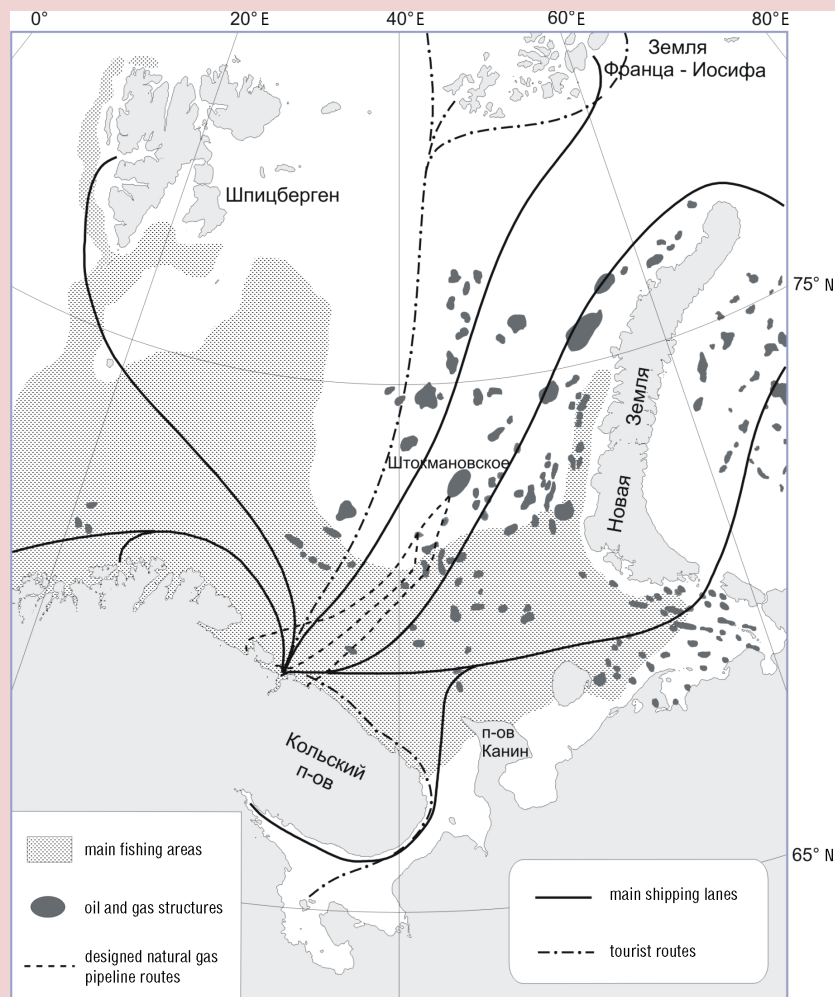 0°
20° E
40° E
60° E
80° E
Земля
Франца - Иосифа
Шпицберген
75° N
Земля
Новая
Штокмановское
п-ов
Канин
Кольский
п-ов
65° N
main fishing areas
oil and gas structures
designed natural gas
pipeline routes
main shipping lanes
tourist routes